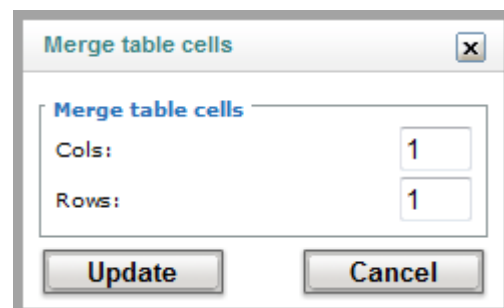 Merge table cells
Merge table cells
Cols: 1
Rows: 1
Update Cancel